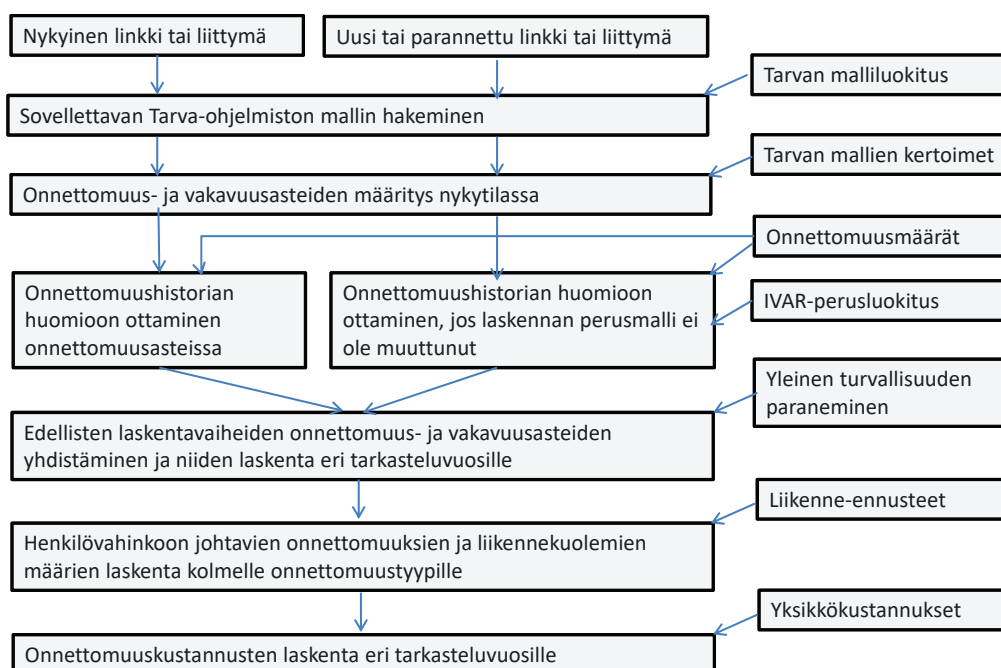 Nykyinen linkki tai liittymä
Uusi tai parannettu linkki tai liittymä
Tarvan malliluokitus
Sovellettavan Tarva-ohjelmiston mallin hakeminen
Tarvan mallien kertoimet
Onnettomuus- ja vakavuusasteiden määritys nykytilassa
Onnettomuusmäärät
Onnettomuushistorian
huomioon ottaminen
onnettomuusasteissa
Onnettomuushistorian huomioon
ottaminen, jos laskennan perusmalli ei
ole muuttunut
IVAR-perusluokitus
Yleinen turvallisuuden
paraneminen
Edellisten laskentavaiheiden onnettomuus- ja vakavuusasteiden
yhdistäminen ja niiden laskenta eri tarkasteluvuosille
Liikenne-ennusteet
Henkilövahinkoon johtavien onnettomuuksien ja liikennekuolemien
määrien laskenta kolmelle onnettomuustyypille
Yksikkökustannukset
Onnettomuuskustannusten laskenta eri tarkasteluvuosille